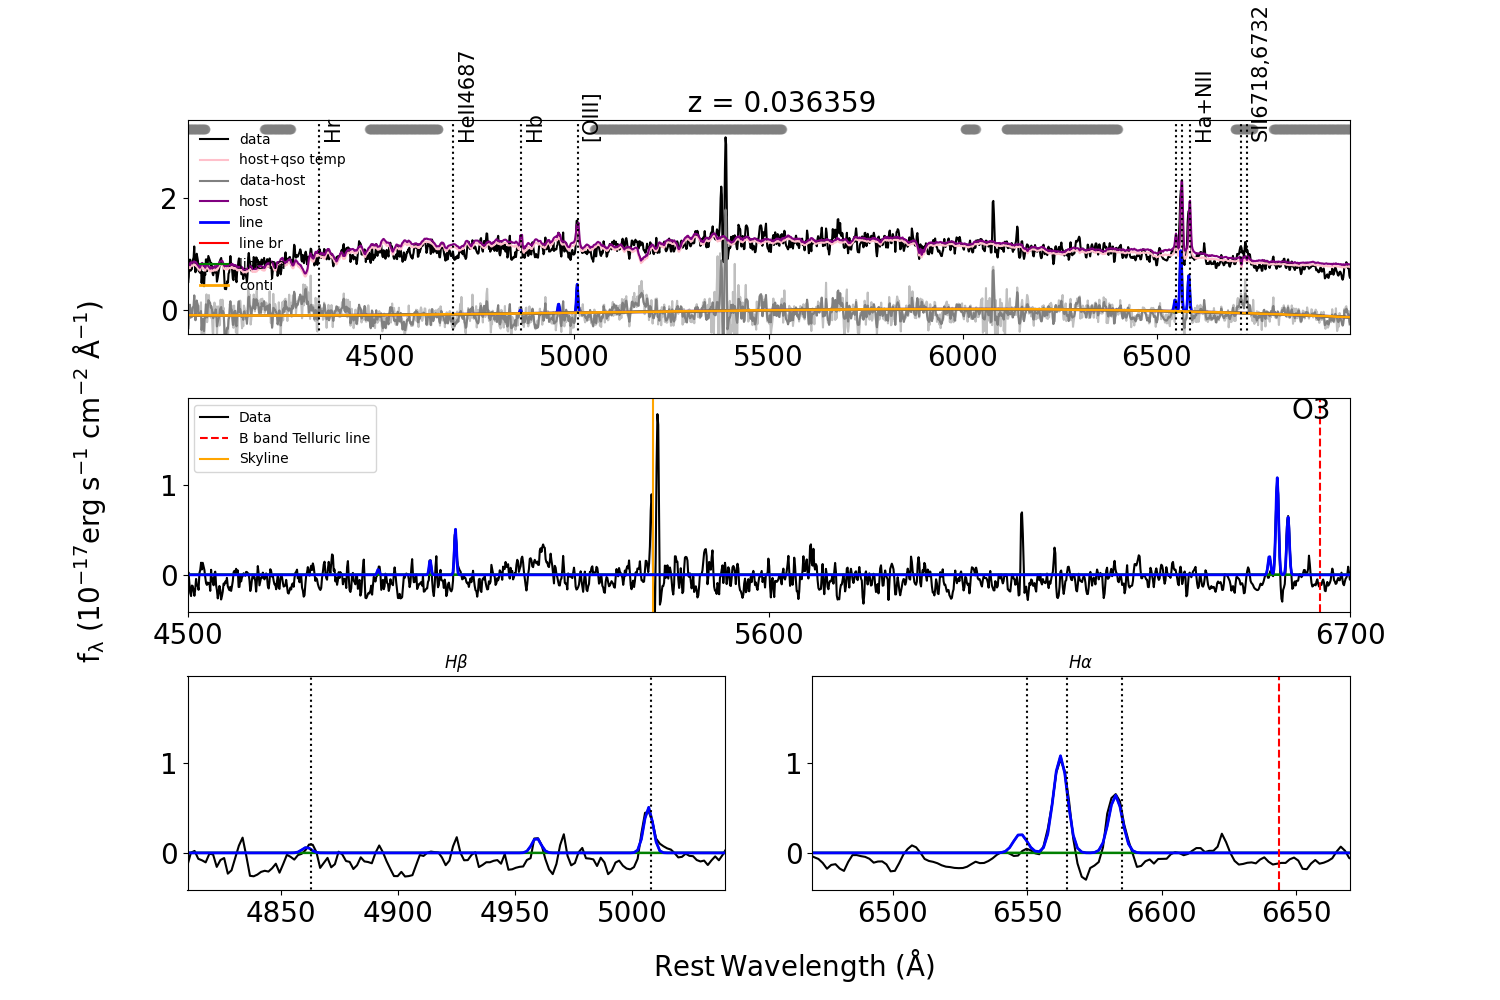 z = 0.036359
Hr
HeII4687
Hb
[OIII]
Ha+NII
SII6718,6732
data
host+qso temp
data-host
host
line
line br
conti
2
0
4500 5000 5500 6000 6500
Data
B band Telluric line
Skyline
O3
1
0
4500 5600 6700
fλ (10−17erg s−1 cm−2 Å−1)
Hβ
1
0
4850 4900 4950 5000
Hα
1
0
6500 6550 6600 6650
Rest Wavelength (Å)